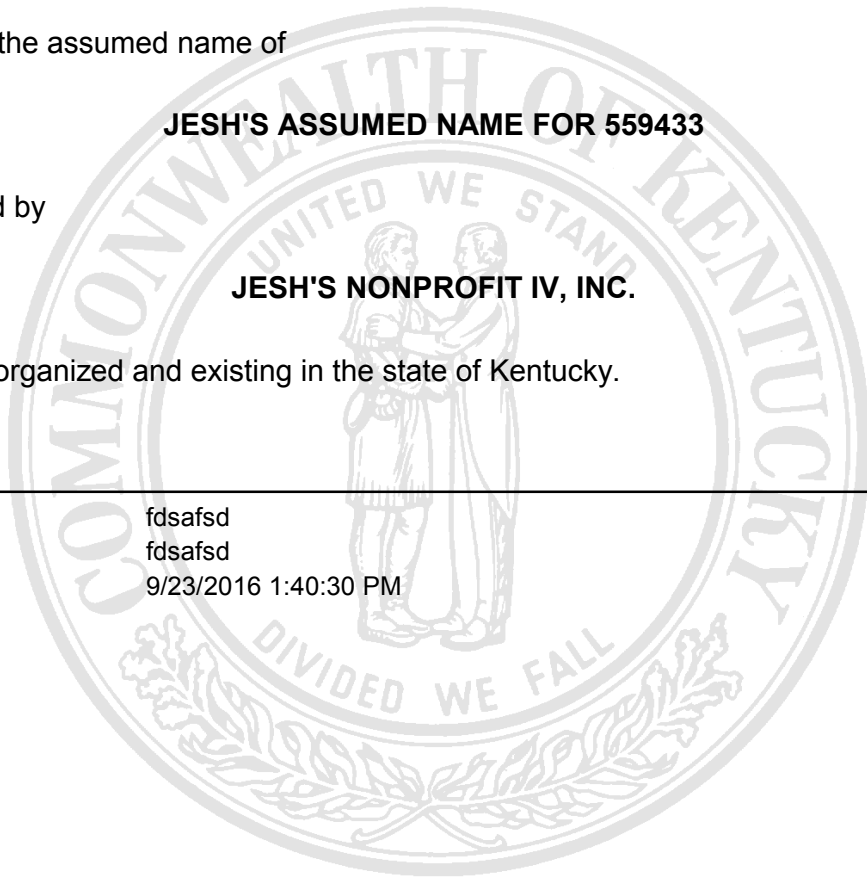 the assumed name of
JESH'S ASSUMED NAME FOR 559433
d by
JESH'S NONPROFIT IV, INC.
organized and existing in the state of Kentucky.
fdsafsd
fdsafsd
9/23/2016 1:40:30 PM
COMMONWEALTH OF KENTUCKY
UNITED WE STAND
DIVIDED WE FALL